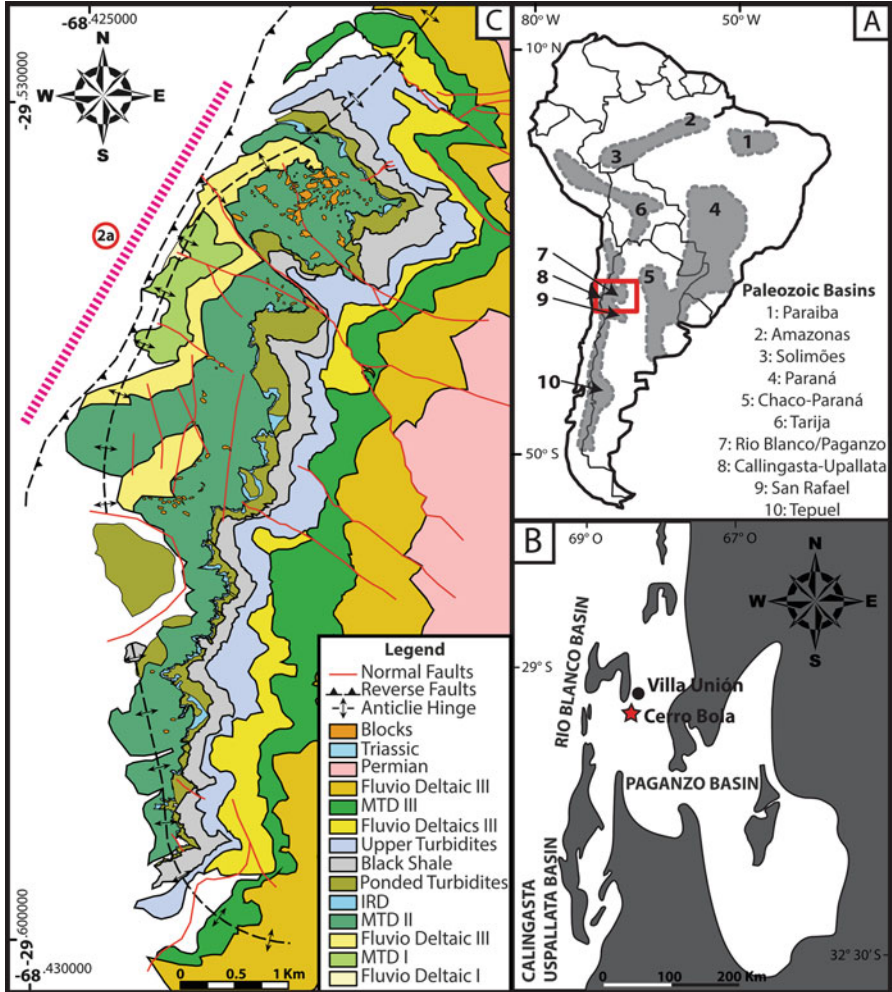 -68
.425000
C
-29.530000
N
W
E
S
2a
-29.600000
-68
.430000
0
0.5
1 Km
Legend
Normal Faults
Reverse Faults
Anticlie Hinge
Blocks
Triassic
Permian
Fluvio Deltaic III
MTD III
Fluvio Deltaics III
Upper Turbidites
Black Shale
Ponded Turbidites
IRD
MTD II
Fluvio Deltaic III
MTD I
Fluvio Deltaic I
80° W
50° W
A
10° N
1
2
3
4
5
6
7
8
9
10
50° S
Paleozoic Basins
1: Paraiba
2: Amazonas
3: Solimões
4: Paraná
5: Chaco-Paraná
6: Tarija
7: Rio Blanco/Paganzo
8: Callingasta-Upallata
9: San Rafael
10: Tepuel
B
69° O
67° O
N
W
E
S
29° S
RIO BLANCO BASIN
Villa Unión
Cerro Bola
PAGANZO BASIN
CALINGASTA
USPALLATA BASIN
32° 30' S
0
100
200 Km